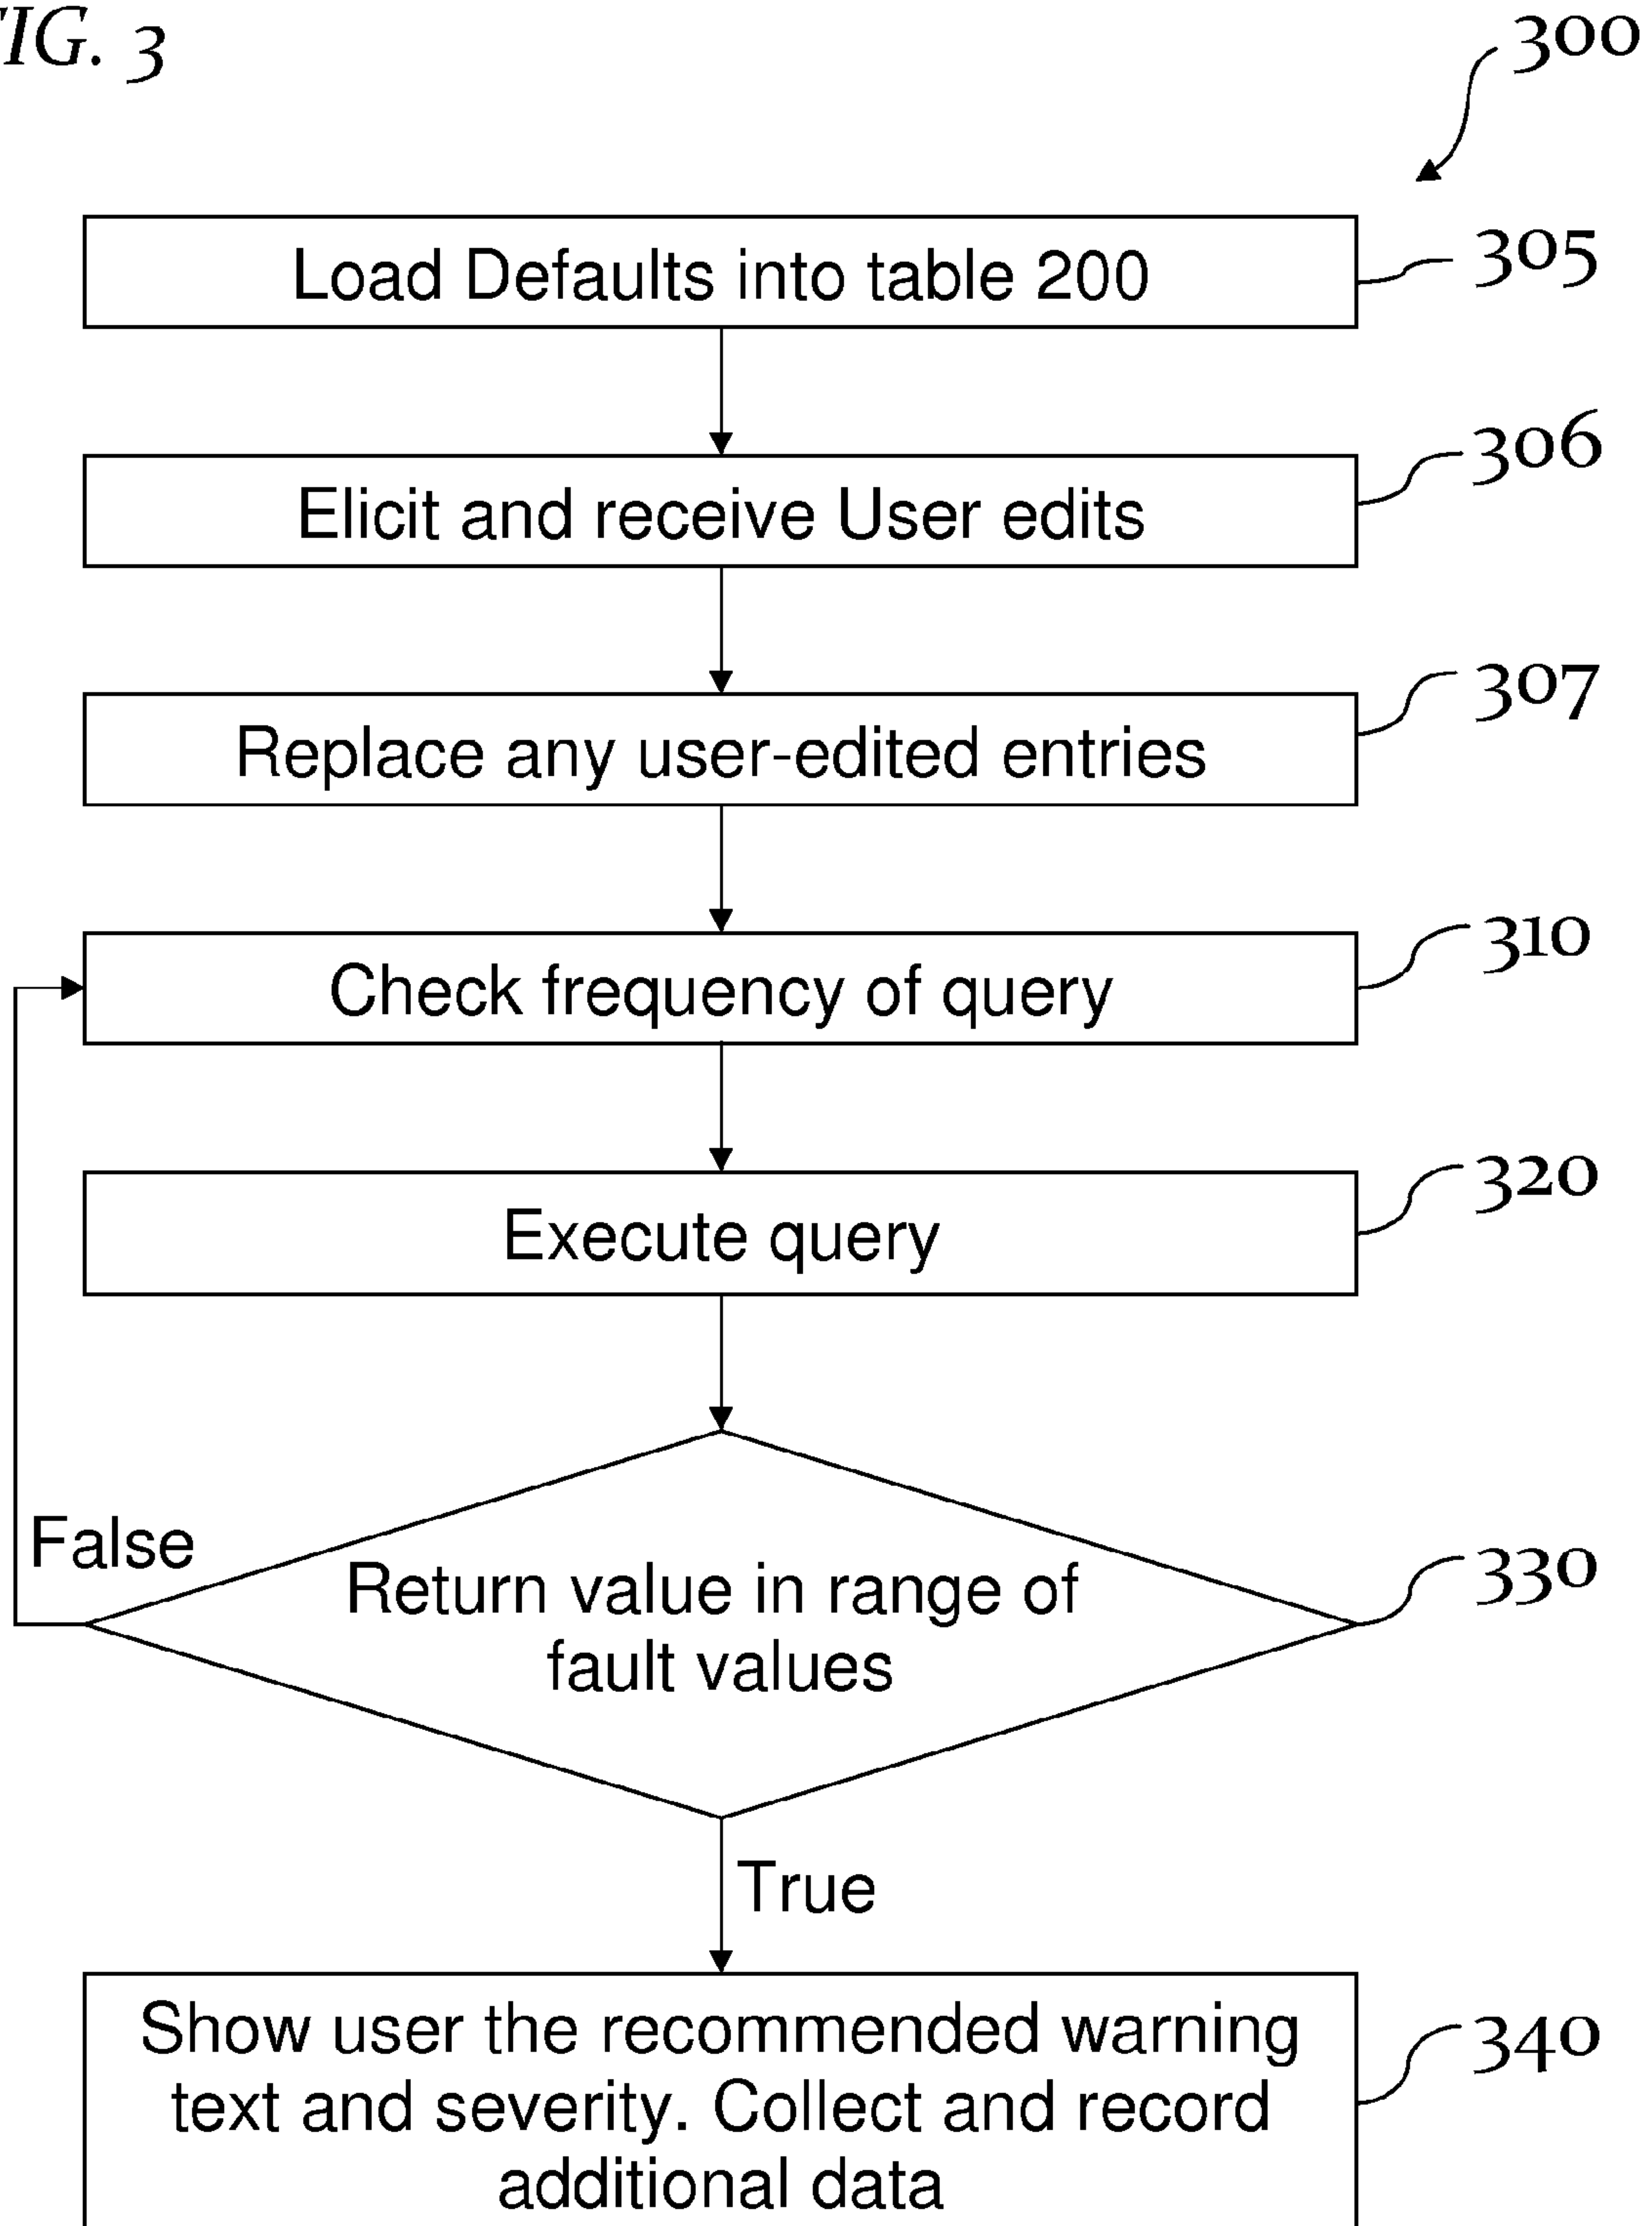 FIG. 3
300
Load Defaults into table 200
305
Elicit and receive User edits
306
Replace any user-edited entries
307
Check frequency of query
310
Execute query
320
False
Return value in range of
fault values
330
True
Show user the recommended warning
text and severity. Collect and record
additional data
340